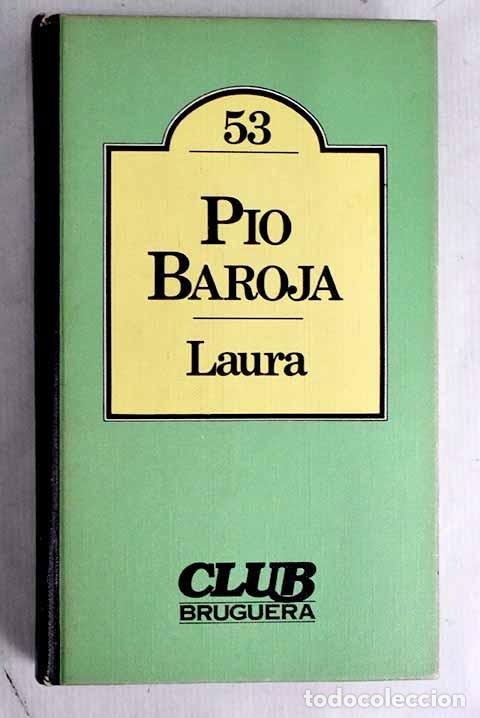 53
PIO
BAROJA
Laura
CLUB
BRUGUERA
todocoleccion